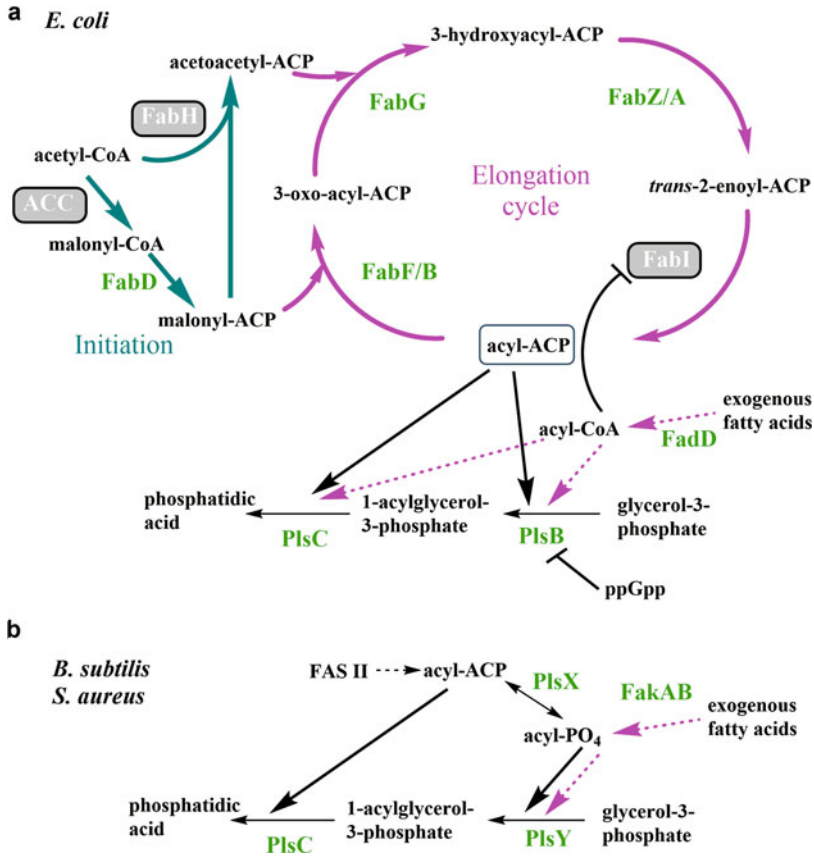 a
E. coli
3-hydroxyacyl-ACP
acetoacetyl-ACP
FabG
FabZ/A
FabH
acetyl-CoA
3-oxo-acyl-ACP
Elongation
cycle
trans-2-enoyl-ACP
ACC
malonyl-CoA
FabD
FabF/B
FabI
malonyl-ACP
Initiation
acyl-ACP
exogenous
fatty acids
acyl-CoA
FadD
phosphatidic
acid
PlsC
1-acylglycerol-
3-phosphate
PlsB
glycerol-3-
phosphate
ppGpp
b
B. subtilis
S. aureus
FAS II
acyl-ACP
PlsX
FakAB
exogenous
fatty acids
acyl-PO₄
phosphatidic
acid
PlsC
1-acylglycerol-
3-phosphate
PlsY
glycerol-3-
phosphate